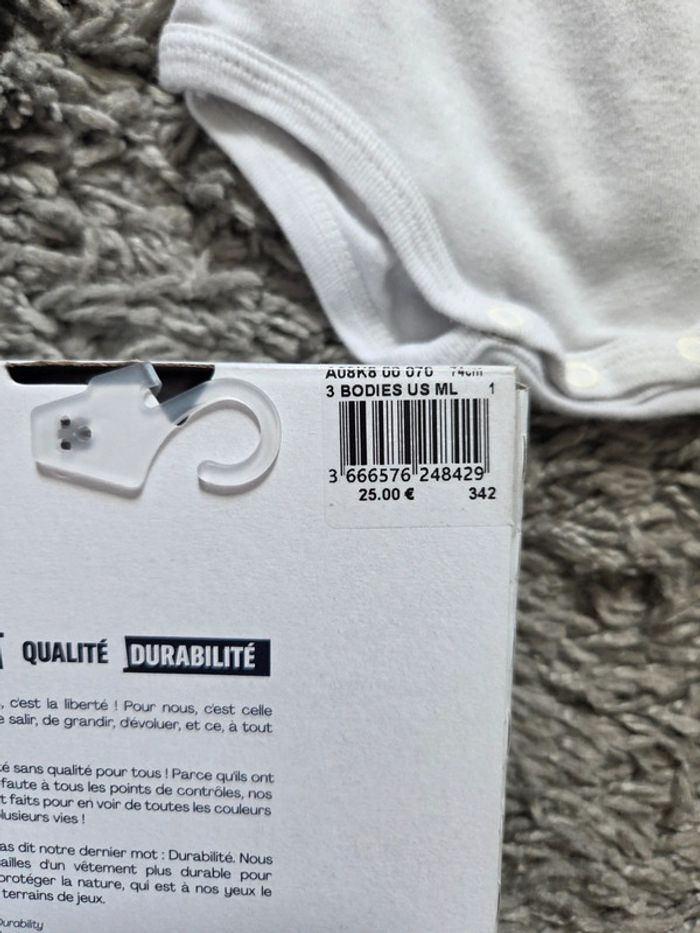 A08K8 00 070 74cm
3 BODIES US ML 1
3 666576 248429
25.00 € 342
QUALITÉ DURABILITÉ
, c'est la liberté ! Pour nous, c'est celle
salir, de grandir, d'évoluer, et ce, à tout
té sans qualité pour tous ! Parce qu'ils ont
faute à tous les points de contrôles, nos
t faits pour en voir de toutes les couleurs
plusieurs vies !
as dit notre dernier mot : Durabilité. Nous
ailles d'un vêtement plus durable pour
protéger la nature, qui est à nos yeux le
terrains de jeux.
Durability